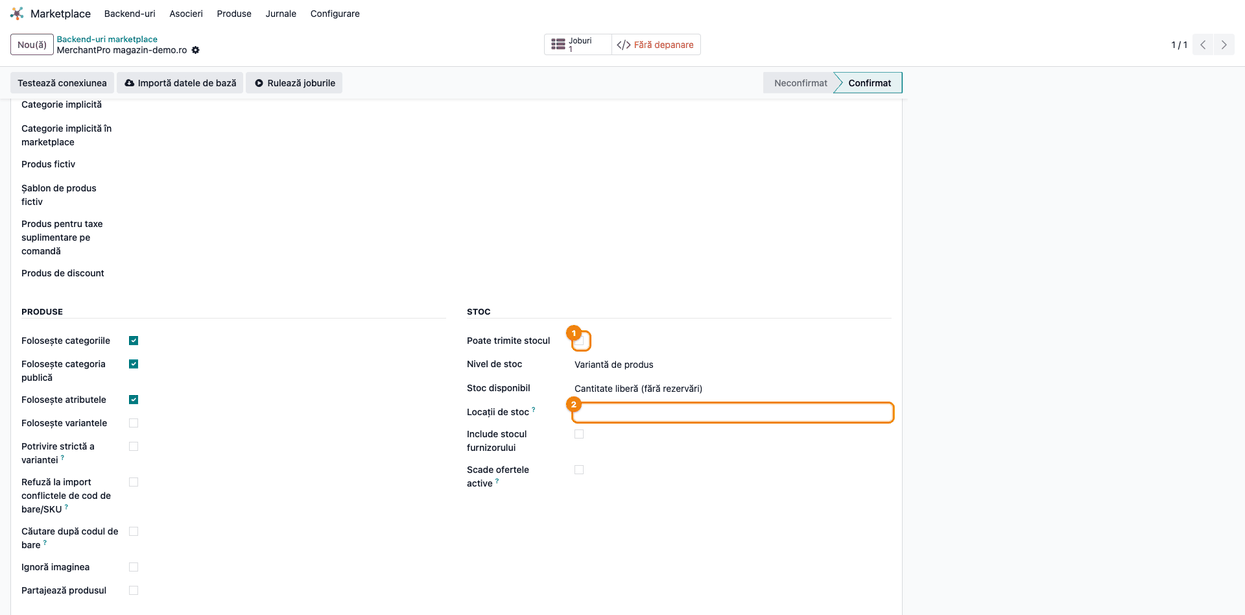 Marketplace Backend-uri Asocieri Produse Jurnale Configurare
Nou(ă) Backend-uri marketplace
MerchantPro magazin-demo.ro
Joburi
1
Fără depanare
1 / 1
Testează conexiunea Importă datele de bază Rulează joburile Neconfirmat Confirmat
Categorie implicită
Categorie implicită în
marketplace
Produs fictiv
Șablon de produs
fictiv
Produs pentru taxe
suplimentare pe
comandă
Produs de discount
PRODUSE
Folosește categoriile
Folosește categoria
publică
Folosește atributele
Folosește variantele
Potrivire strictă a
variantei ?
Refuză la import
conflictele de cod de
bare/SKU ?
Căutare după codul de
bare ?
Ignoră imaginea
Partajează produsul
STOC
Poate trimite stocul 1
Nivel de stoc Variantă de produs
Stoc disponibil Cantitate liberă (fără rezervări)
Locații de stoc ? 2
Include stocul
furnizorului
Scade ofertele
active ?